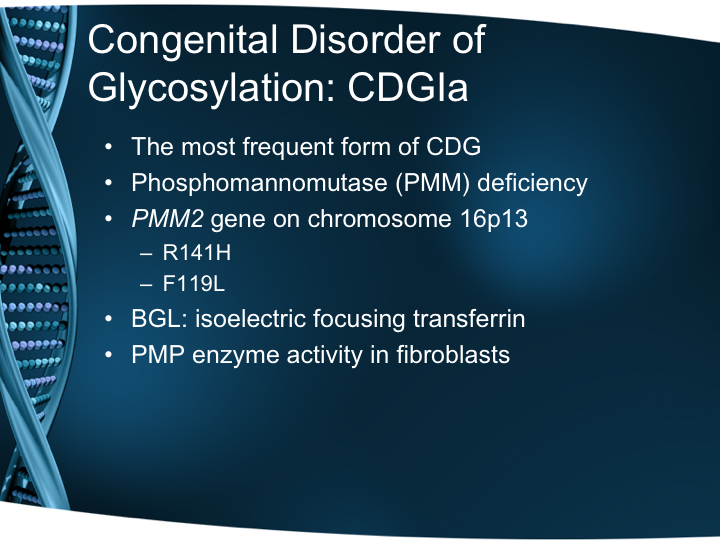 Congenital Disorder of
Glycosylation: CDGIa
• The most frequent form of CDG
• Phosphomannomutase (PMM) deficiency
• PMM2 gene on chromosome 16p13
– R141H
– F119L
• BGL: isoelectric focusing transferrin
• PMP enzyme activity in fibroblasts